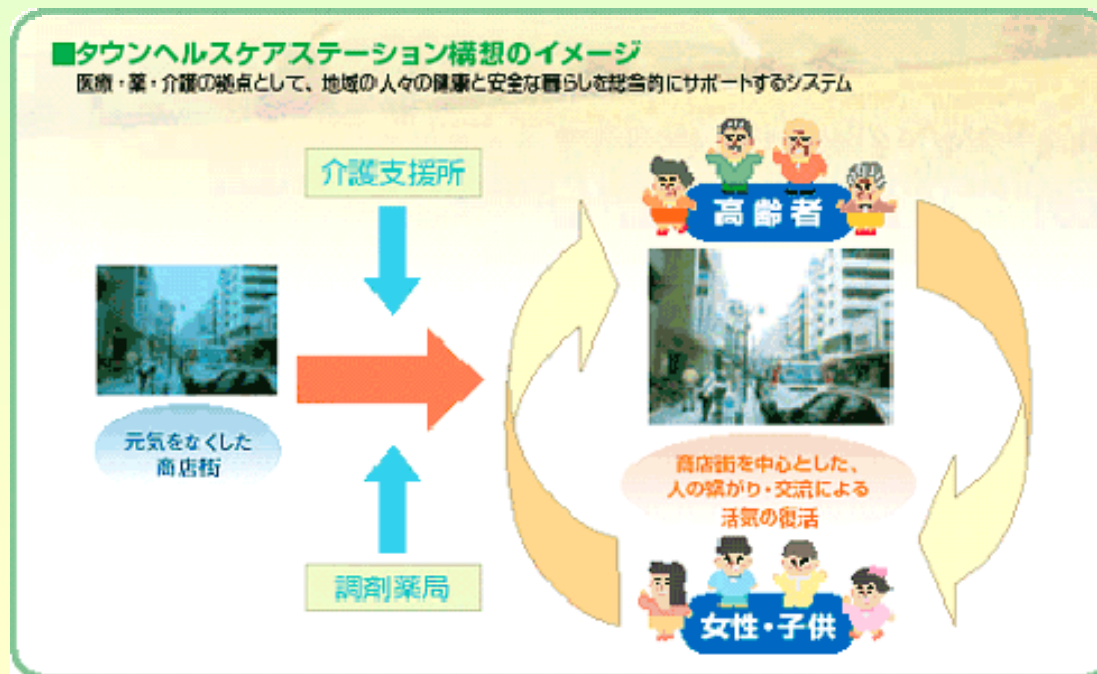 ■タウンヘルスケアステーション構想のイメージ
医療・薬・介護の拠点として、地域の人々の健康と安全な暮らしを総合的にサポートするシステム
介護支援所
高齢者
元気をなくした
商店街
商店街を中心とした、
人の繋がり・交流による
活気の復活
調剤薬局
女性・子供